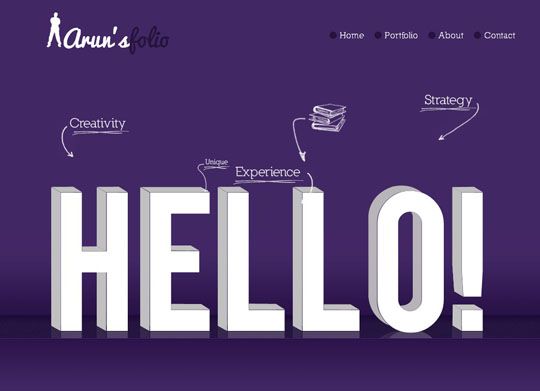 Arun'sfolio
Home Portfolio About Contact
Strategy
Creativity
Unique
Experience
HELLO!